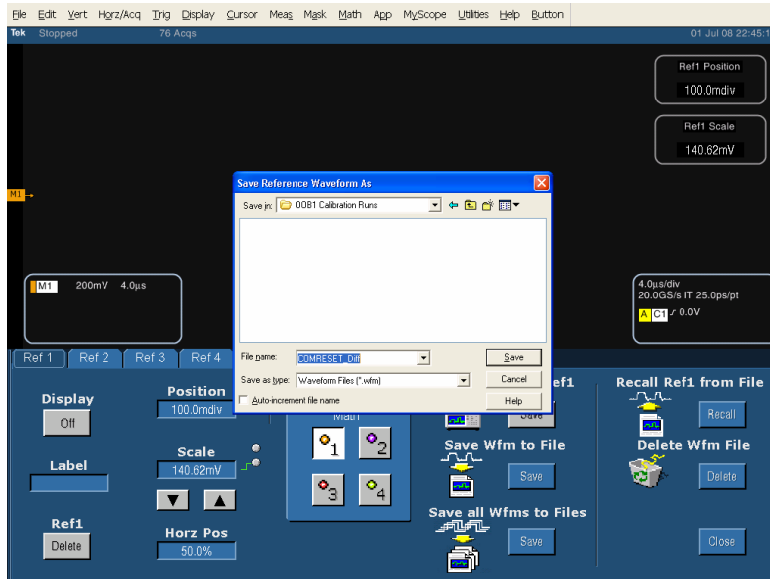 File Edit Vert Horz/Acq Trig Display Cursor Meas Mask Math App MyScope Utilities Help Button
Tek Stopped 76 Acqs 01 Jul 08 22:45:1
Ref1 Position
100.0mdiv
Ref1 Scale
140.62mV
M1
Save Reference Waveform As
Save in: OOB1 Calibration Runs
File name: COMRESET_Diff
Save
Save as type: Waveform Files (*.wfm)
Cancel
Auto-increment file name
Help
M1 200mV 4.0µs
4.0µs/div
20.0GS/s IT 25.0ps/pt
A C1 0.0V
Ref 1 Ref 2 Ref 3 Ref 4
Display
Off
Label
Ref1
Delete
Position
100.0mdiv
Scale
140.62mV
Horz Pos
50.0%
Math
1
2
3
4
ef1
Save
Save Wfm to File
Save
Save all Wfms to Files
Save
Recall Ref1 from File
Recall
Delete Wfm File
Delete
Close